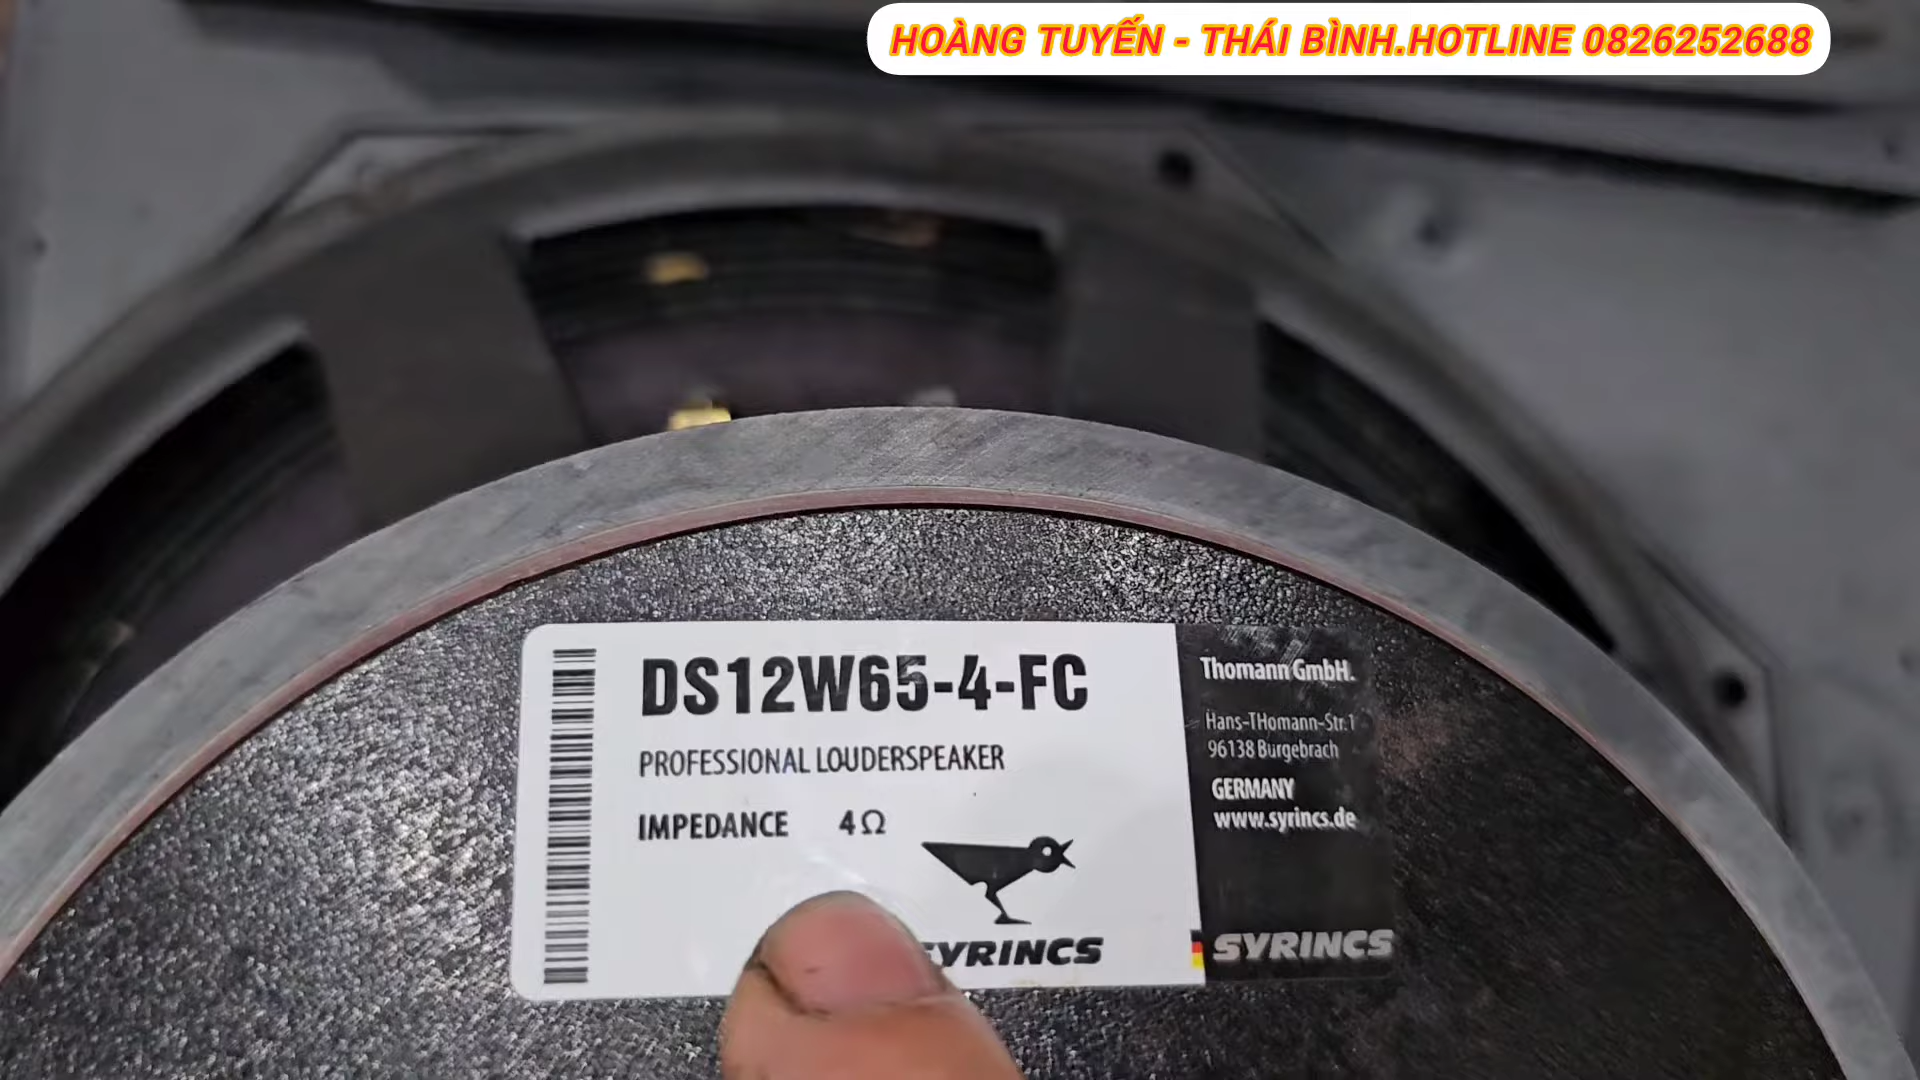 HOÀNG TUYẾN - THÁI BÌNH.HOTLINE 0826252688
DS12W65-4-FC
PROFESSIONAL LOUDERSPEAKER
IMPEDANCE 4Ω
SYRINCS
Thomann GmbH.
Hans-THomann-Str.1
96138 Burgebrach
GERMANY
www.syrincs.de
SYRINCS